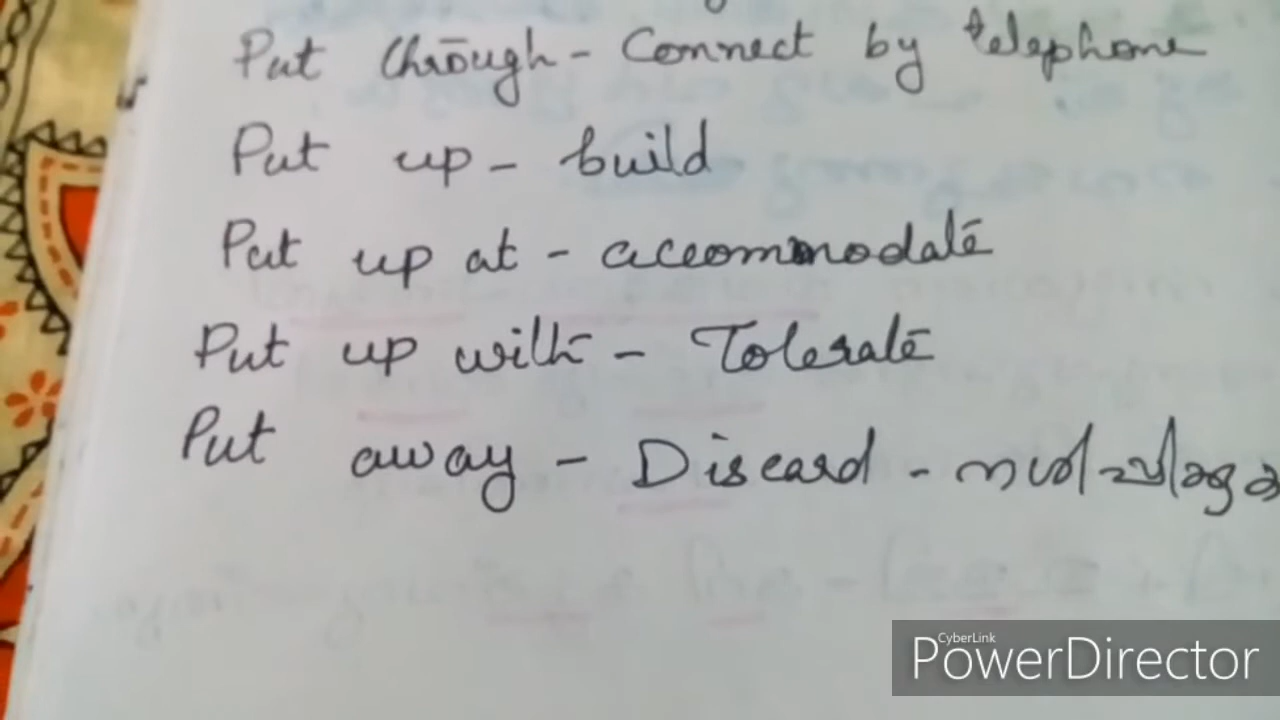 Put through - Connect by telephone
Put up - build
Put up at - accommodate
Put up with - Tolerate
Put away - Discard -
CyberLink
PowerDirector